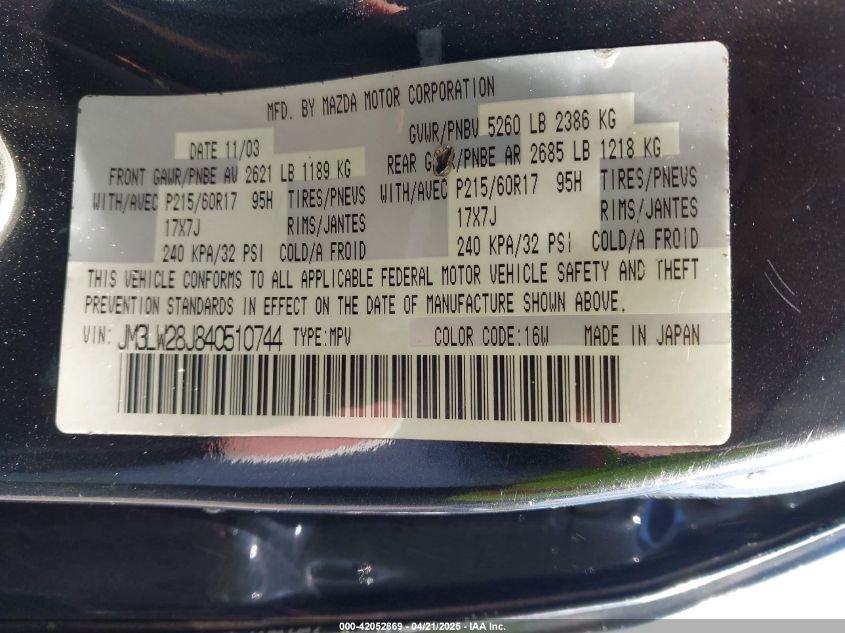 MFD. BY MAZDA MOTOR CORPORATION
DATE 11/03 GVWR/PNBV 5260 LB 2386 KG
FRONT GAWR/PNBE AV 2621 LB 1189 KG REAR /PNBE AR 2685 LB 1218 KG
WITH/AVEC P215/60R17 95H TIRES/PNEUS WITH/AVEC P215/60R17 95H TIRES/PNEUS
17X7J RIMS/JANTES 17X7J RIMS/JANTES
240 KPA/32 PSI COLD/A FROID 240 KPA/32 PSI COLD/A FROID
THIS VEHICLE CONFORMS TO ALL APPLICABLE FEDERAL MOTOR VEHICLE SAFETY AND THEFT
PREVENTION STANDARDS IN EFFECT ON THE DATE OF MANUFACTURE SHOWN ABOVE.
VIN: JM3LW28J840510744 TYPE:MPV COLOR CODE:16W MADE IN JAPAN
000-42052869 - 04/21/2025 - IAA Inc.